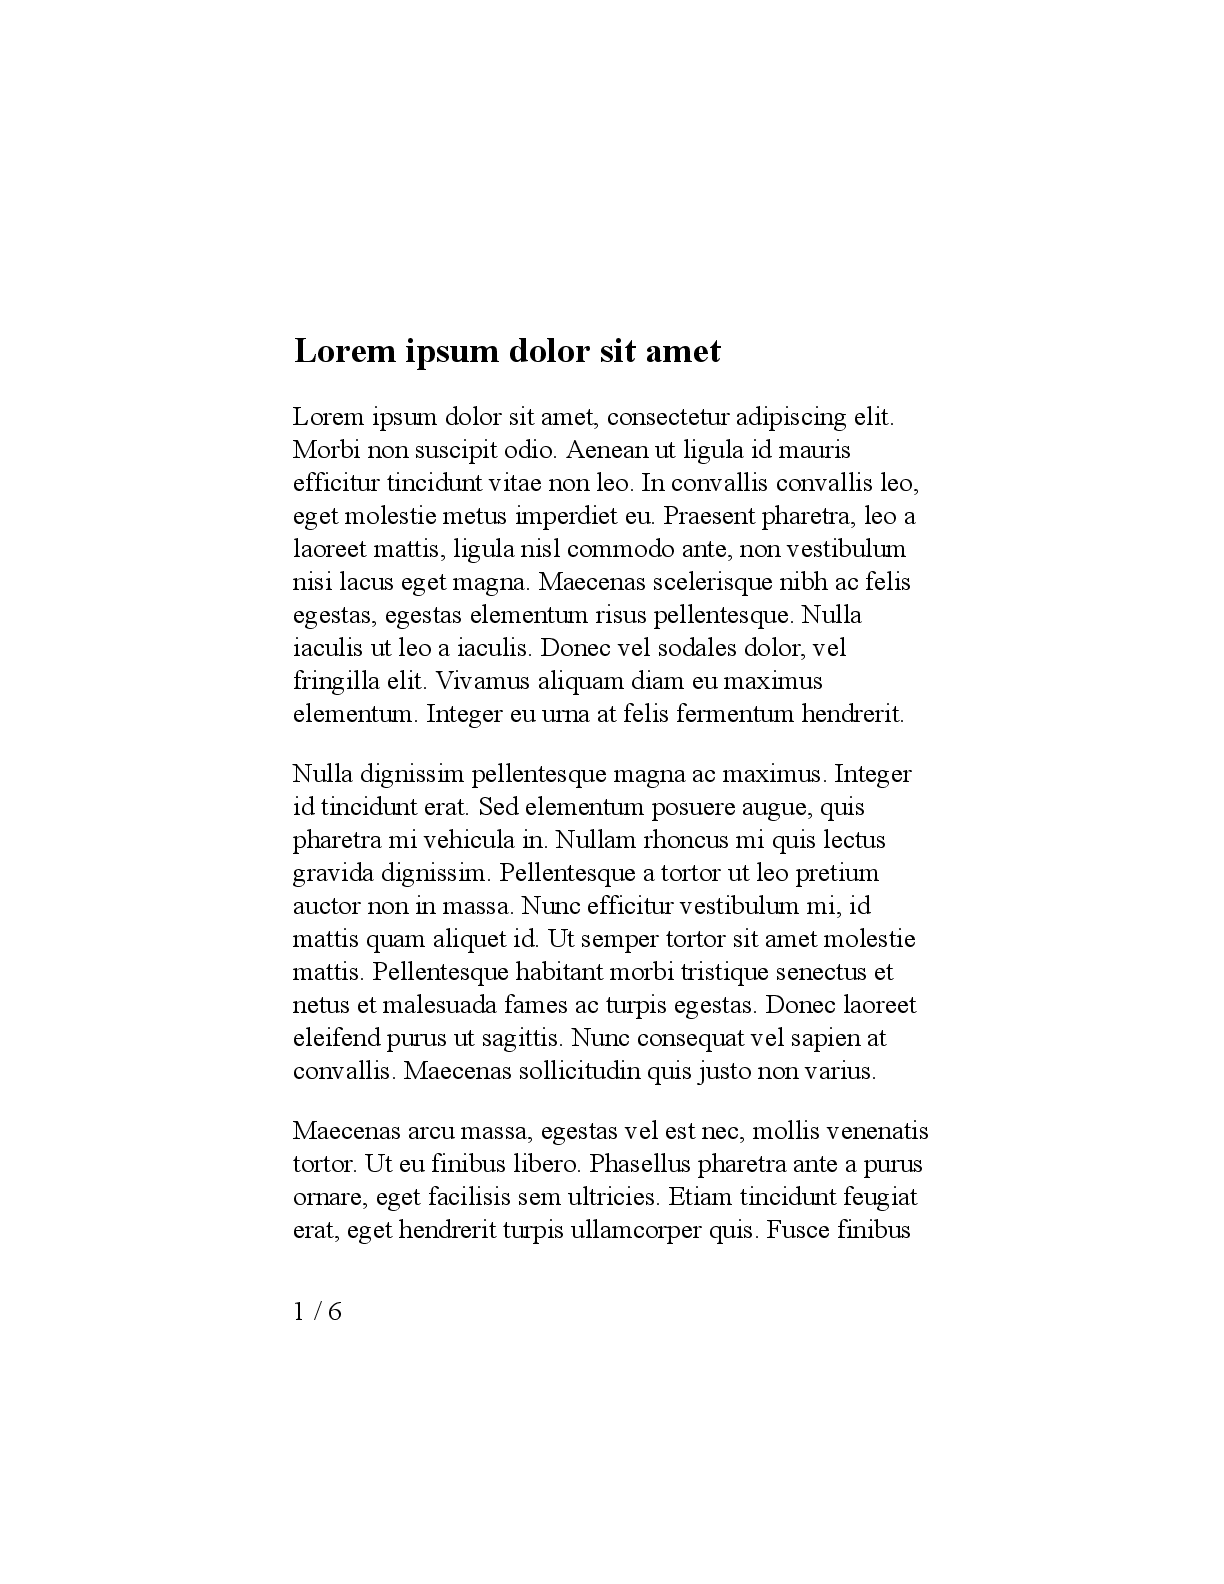 Lorem ipsum dolor sit amet
Lorem ipsum dolor sit amet, consectetur adipiscing elit.
Morbi non suscipit odio. Aenean ut ligula id mauris
efficitur tincidunt vitae non leo. In convallis convallis leo,
eget molestie metus imperdiet eu. Praesent pharetra, leo a
laoreet mattis, ligula nisl commodo ante, non vestibulum
nisi lacus eget magna. Maecenas scelerisque nibh ac felis
egestas, egestas elementum risus pellentesque. Nulla
iaculis ut leo a iaculis. Donec vel sodales dolor, vel
fringilla elit. Vivamus aliquam diam eu maximus
elementum. Integer eu urna at felis fermentum hendrerit.
Nulla dignissim pellentesque magna ac maximus. Integer
id tincidunt erat. Sed elementum posuere augue, quis
pharetra mi vehicula in. Nullam rhoncus mi quis lectus
gravida dignissim. Pellentesque a tortor ut leo pretium
auctor non in massa. Nunc efficitur vestibulum mi, id
mattis quam aliquet id. Ut semper tortor sit amet molestie
mattis. Pellentesque habitant morbi tristique senectus et
netus et malesuada fames ac turpis egestas. Donec laoreet
eleifend purus ut sagittis. Nunc consequat vel sapien at
convallis. Maecenas sollicitudin quis justo non varius.
Maecenas arcu massa, egestas vel est nec, mollis venenatis
tortor. Ut eu finibus libero. Phasellus pharetra ante a purus
ornare, eget facilisis sem ultricies. Etiam tincidunt feugiat
erat, eget hendrerit turpis ullamcorper quis. Fusce finibus
1 / 6